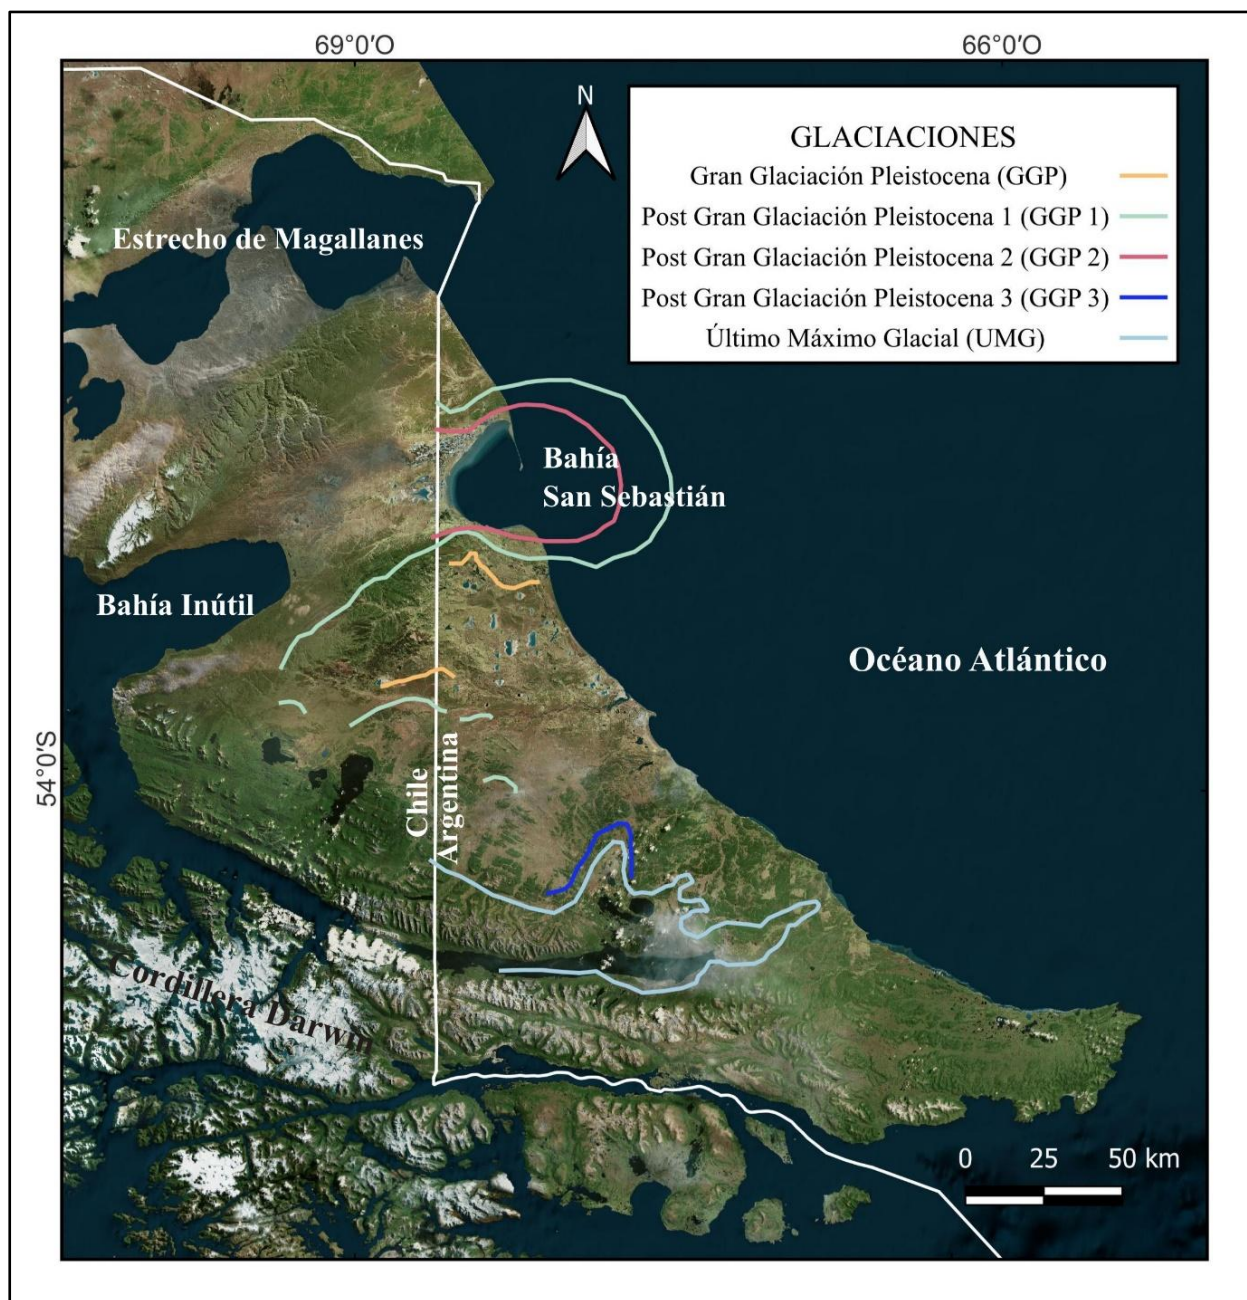 69°0'O
66°0'O
N
GLACIACIONES
Gran Glaciación Pleistocena (GGP)
Post Gran Glaciación Pleistocena 1 (GGP 1)
Post Gran Glaciación Pleistocena 2 (GGP 2)
Post Gran Glaciación Pleistocena 3 (GGP 3)
Último Máximo Glacial (UMG)
Estrecho de Magallanes
Bahía
San Sebastián
Bahía Inútil
Océano Atlántico
54°0'S
Chile
Argentina
Cordillera Darwin
0 25 50 km